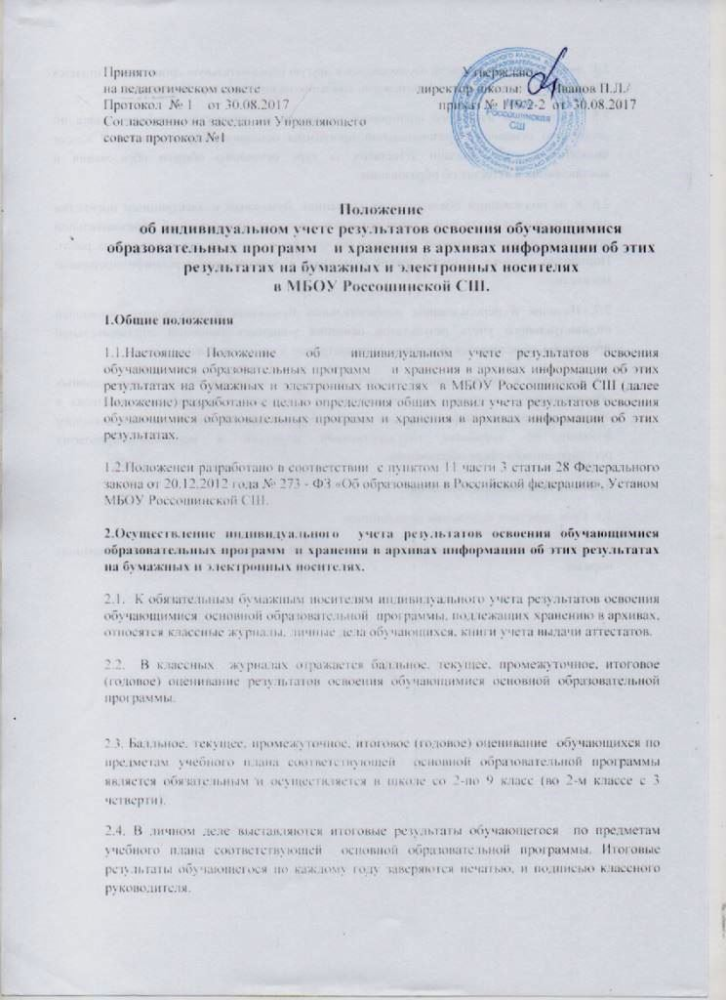 Принято Утверждаю
на педагогическом совете директор школы: Иванов П.Л./
Протокол № 1 от 30.08.2017 приказ № 119/2-2 от 30.08.2017
Согласованно на заседании Управляющего
совета протокол №1
Россошинская
СШ
Положение
об индивидуальном учете результатов освоения обучающимися
образовательных программ и хранения в архивах информации об этих
результатах на бумажных и электронных носителях
в МБОУ Россошинской СШ.
1.Общие положения
1.1.Настоящее Положение об индивидуальном учете результатов освоения
обучающимися образовательных программ и хранения в архивах информации об этих
результатах на бумажных и электронных носителях в МБОУ Россошинской СШ (далее
Положение) разработано с целью определения общих правил учета результатов освоения
обучающимися образовательных программ и хранения в архивах информации об этих
результатах.
1.2.Положенеи разработано в соответствии с пунктом 11 части 3 статьи 28 Федерального
закона от 20.12.2012 года № 273 - ФЗ «Об образовании в Российской федерации», Уставом
МБОУ Россошинской СШ.
2.Осуществление индивидуального учета результатов освоения обучающимися
образовательных программ и хранения в архивах информации об этих результатах
на бумажных и электронных носителях.
2.1. К обязательным бумажным носителям индивидуального учета результатов освоения
обучающимися основной образовательной программы, подлежащих хранению в архивах,
относятся классные журналы, личные дела обучающихся, книги учета выдачи аттестатов.
2.2. В классных журналах отражается балльное, текущее, промежуточное, итоговое
(годовое) оценивание результатов освоения обучающимися основной образовательной
программы.
2.3. Балльное, текущее, промежуточное, итоговое (годовое) оценивание обучающихся по
предметам учебного плана соответствующей основной образовательной программы
является обязательным и осуществляется в школе со 2-по 9 класс (во 2-м классе с 3
четверти).
2.4. В личном деле выставляются итоговые результаты обучающегося по предметам
учебного плана соответствующей основной образовательной программы. Итоговые
результаты обучающегося по каждому году заверяются печатью, и подписью классного
руководителя.